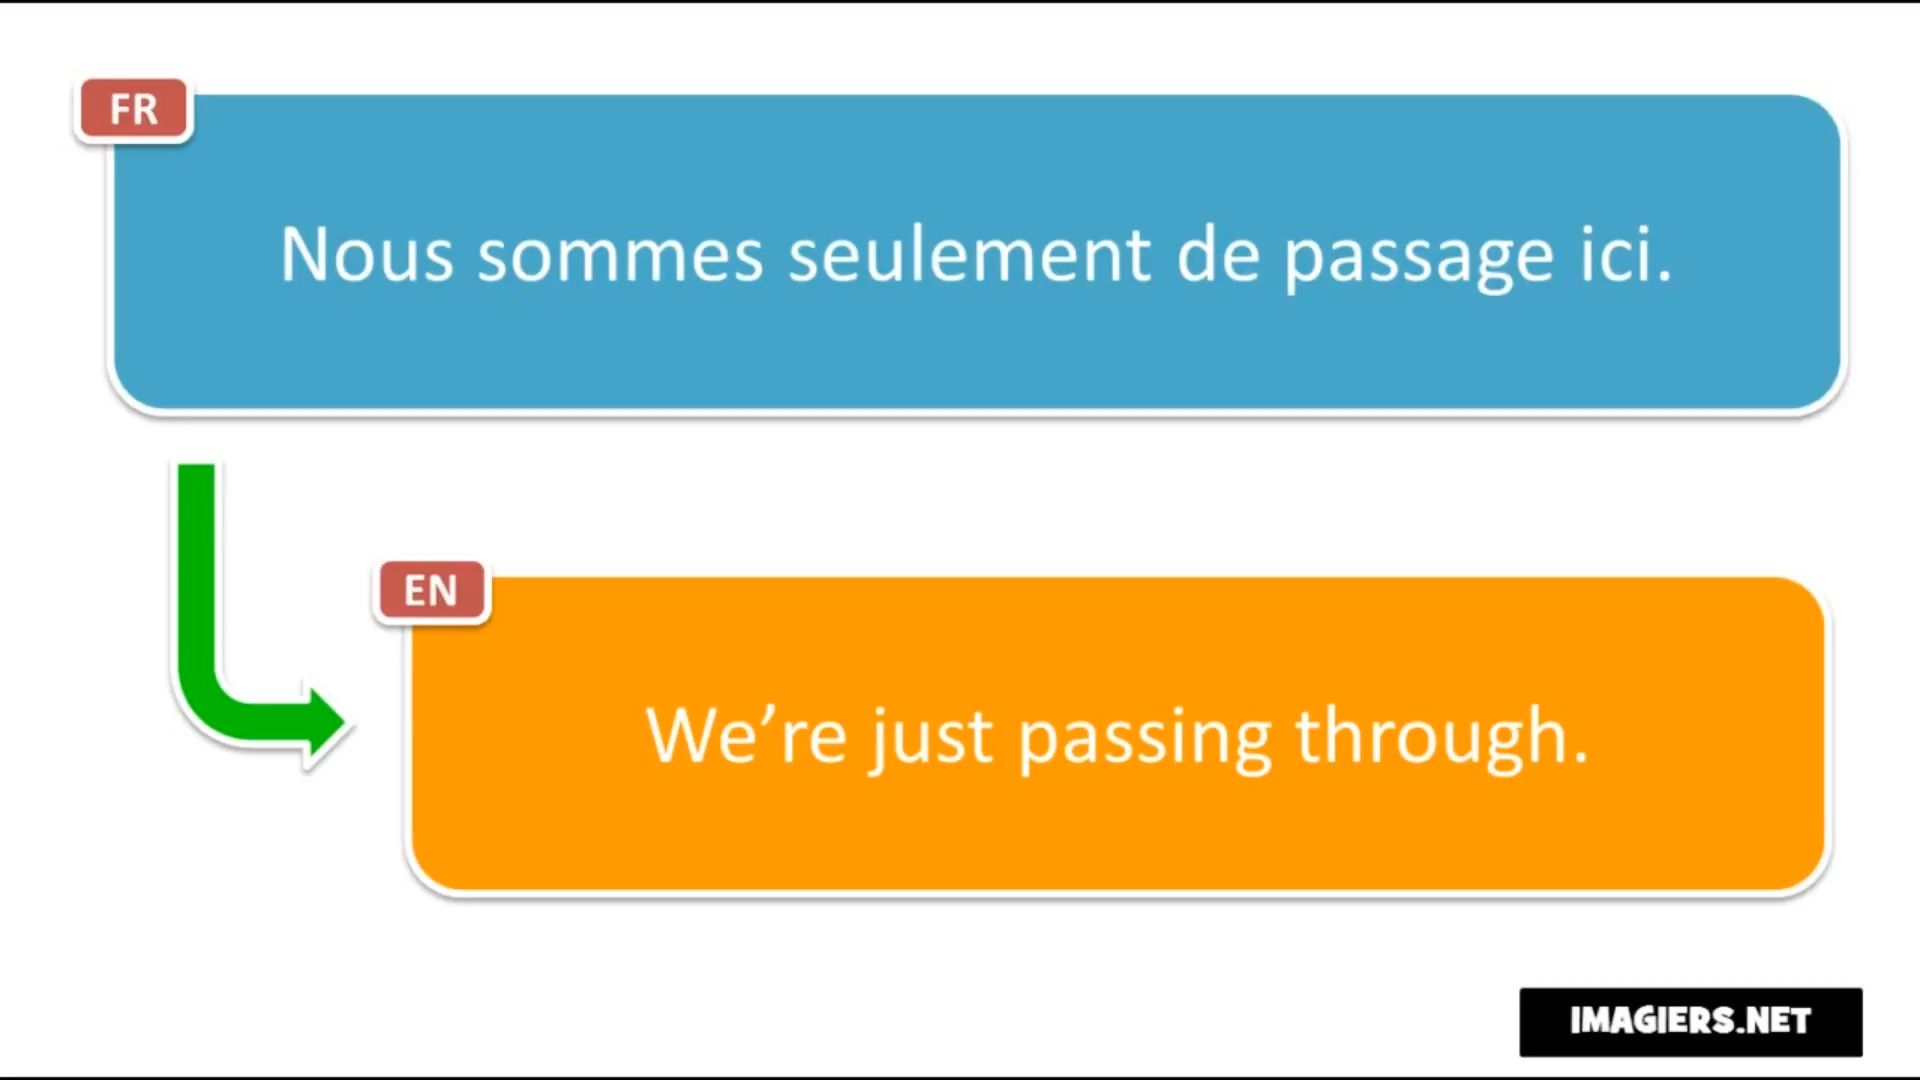 FR
Nous sommes seulement de passage ici.
EN
We’re just passing through.
IMAGIERS.NET